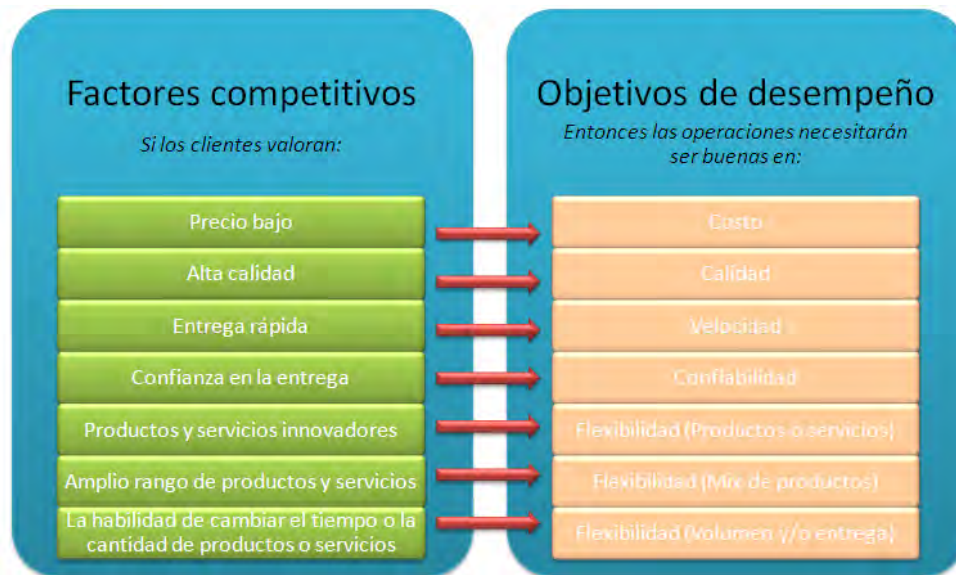 Factores competitivos
Si los clientes valoran:
Precio bajo
Alta calidad
Entrega rápida
Confianza en la entrega
Productos y servicios innovadores
Amplio rango de productos y servicios
La habilidad de cambiar el tiempo o la
cantidad de productos o servicios
Objetivos de desempeño
Entonces las operaciones necesitarán
ser buenas en:
Costo
Calidad
Velocidad
Confiabilidad
Flexibilidad (Productos o servicios)
Flexibilidad (Mix de productos)
Flexibilidad (Volumen y/o entrega)